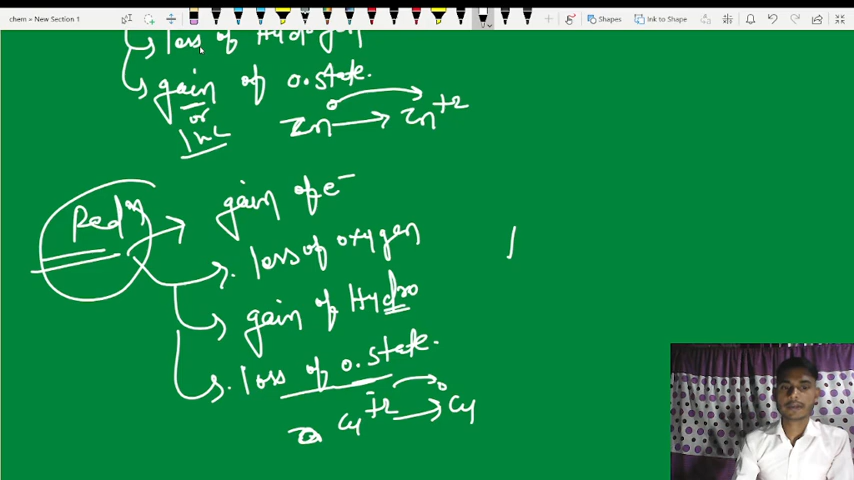 chem » New Section 1
Shapes
Ink to Shape
loss of Hydrogen
gain of o.state.
or
Inc
Zn → Zn+2
Redn
gain of e-
loss of oxygen
gain of Hydro
loss of o.state.
Cu+2 → Cu